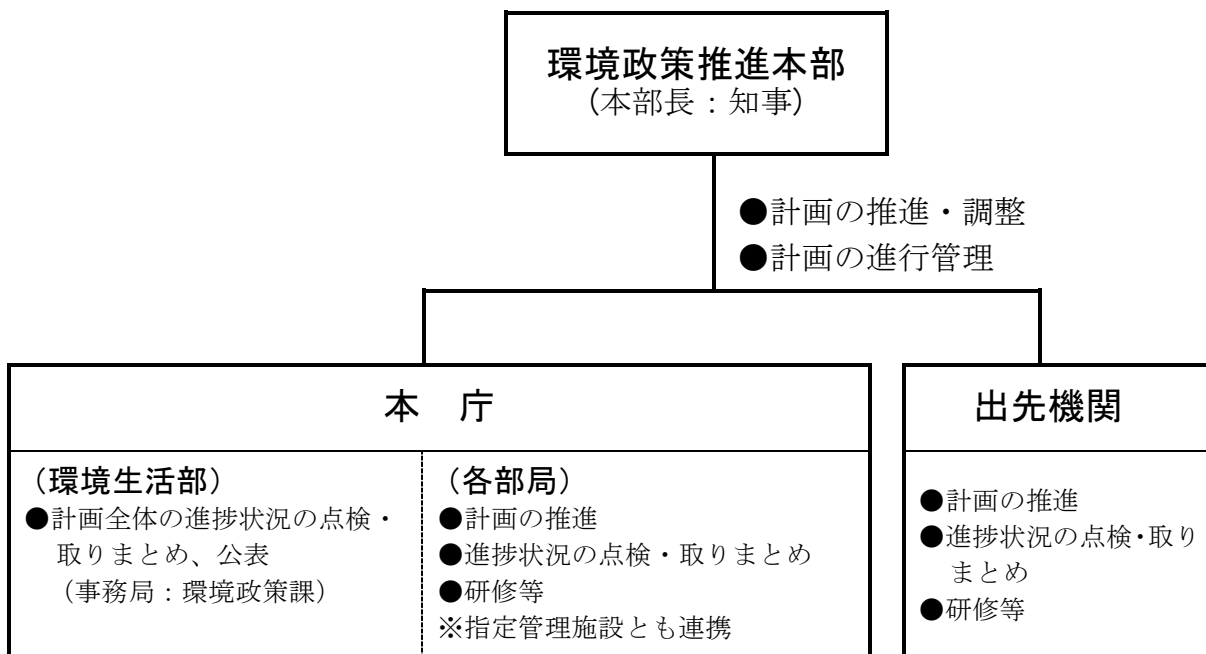 環境政策推進本部
(本部長：知事)
●計画の推進・調整
●計画の進行管理
本　庁
(環境生活部)
●計画全体の進捗状況の点検・
取りまとめ、公表
(事務局：環境政策課)
(各部局)
●計画の推進
●進捗状況の点検・取りまとめ
●研修等
※指定管理施設とも連携
出先機関
●計画の推進
●進捗状況の点検・取り
まとめ
●研修等